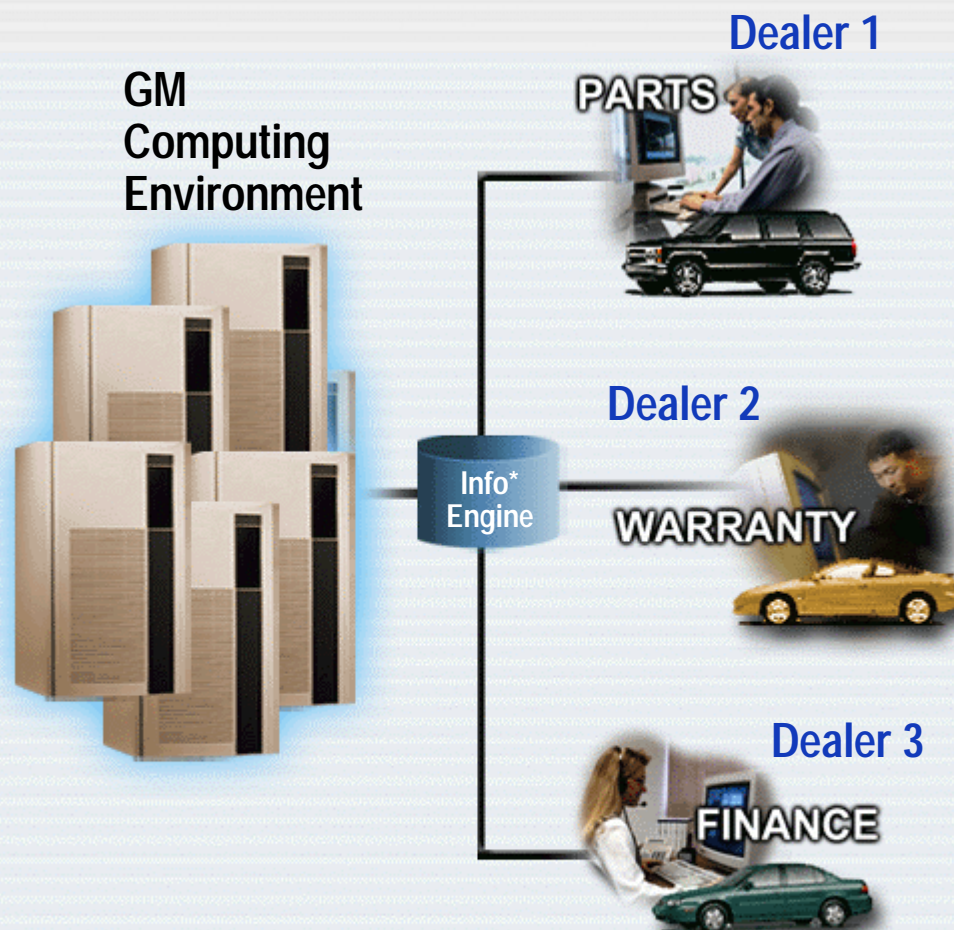 Dealer 1
PARTS
GM
Computing
Environment
Dealer 2
Info*
Engine
WARRANTY
Dealer 3
FINANCE